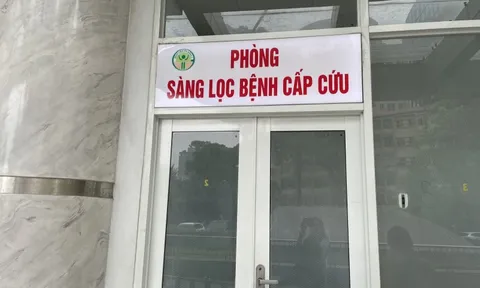 PHÒNG
SÀNG LỌC BỆNH CẤP CỨU